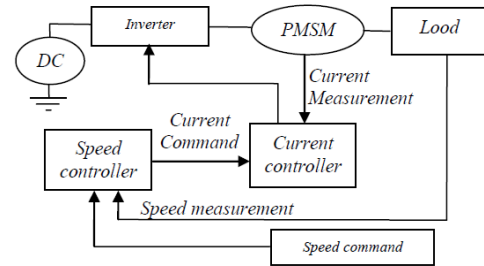 Inverter
PMSM
Lood
DC
Current
Measurement
Current
Command
Speed
controller
Current
controller
Speed measurement
Speed command